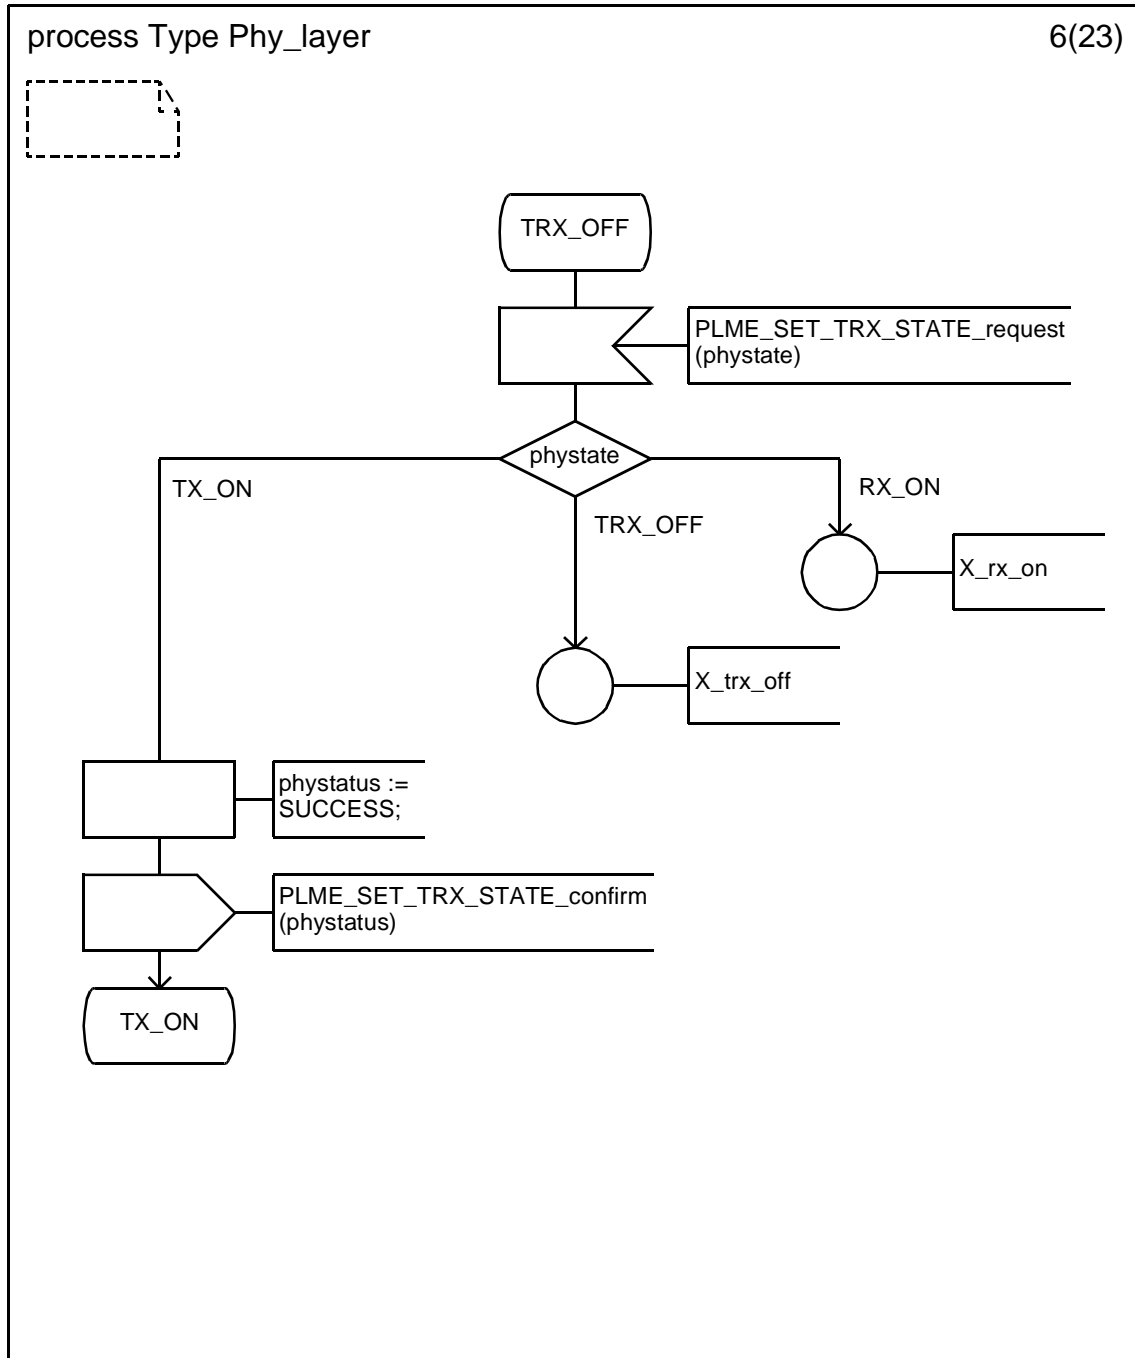 process Type Phy_layer
6(23)
TRX_OFF
PLME_SET_TRX_STATE_request
(phystate)
phystate
TX_ON
RX_ON
TRX_OFF
X_rx_on
X_trx_off
phystatus :=
SUCCESS;
PLME_SET_TRX_STATE_confirm
(phystatus)
TX_ON